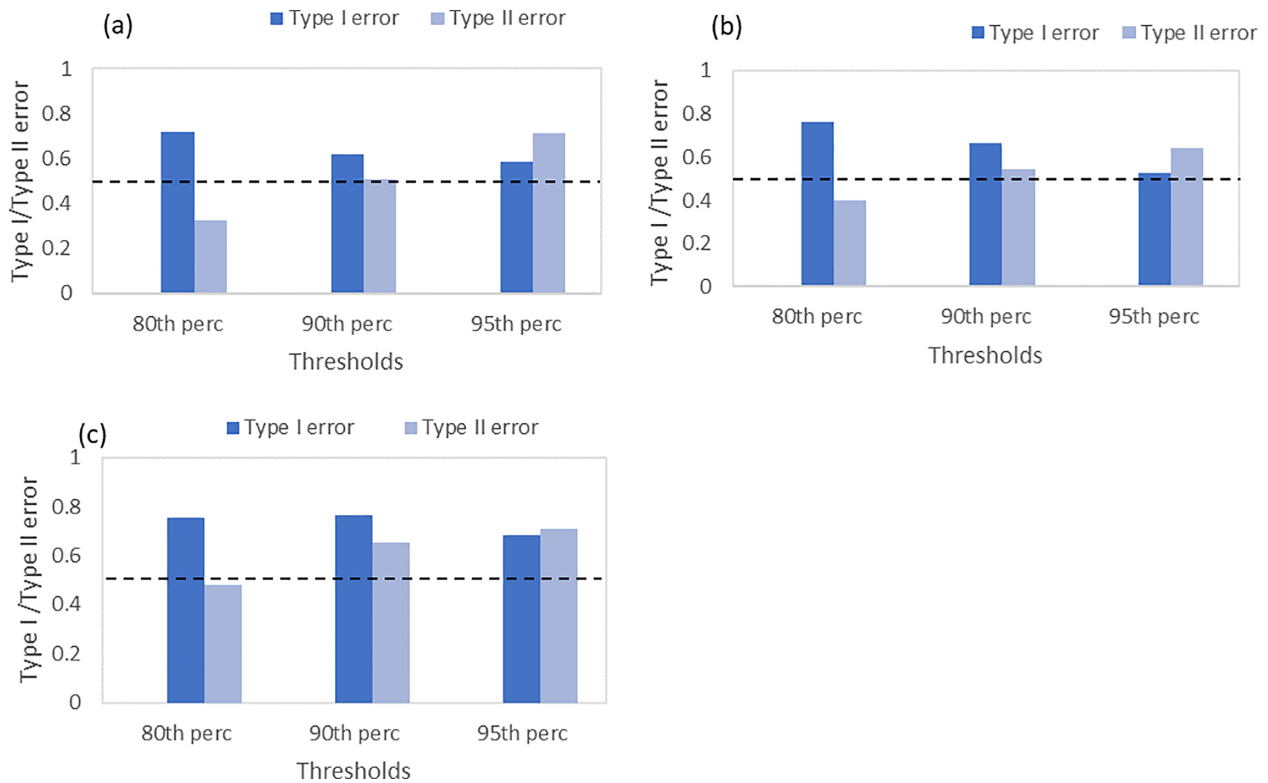 (a)
Type I error Type II error
Type I/Type II error
1
0.8
0.6
0.4
0.2
0
80th perc 90th perc 95th perc
Thresholds
(b)
Type I error Type II error
Type I /Type II error
1
0.8
0.6
0.4
0.2
0
80th perc 90th perc 95th perc
Thresholds
(c)
Type I error Type II error
Type I /Type II error
1
0.8
0.6
0.4
0.2
0
80th perc 90th perc 95th perc
Thresholds